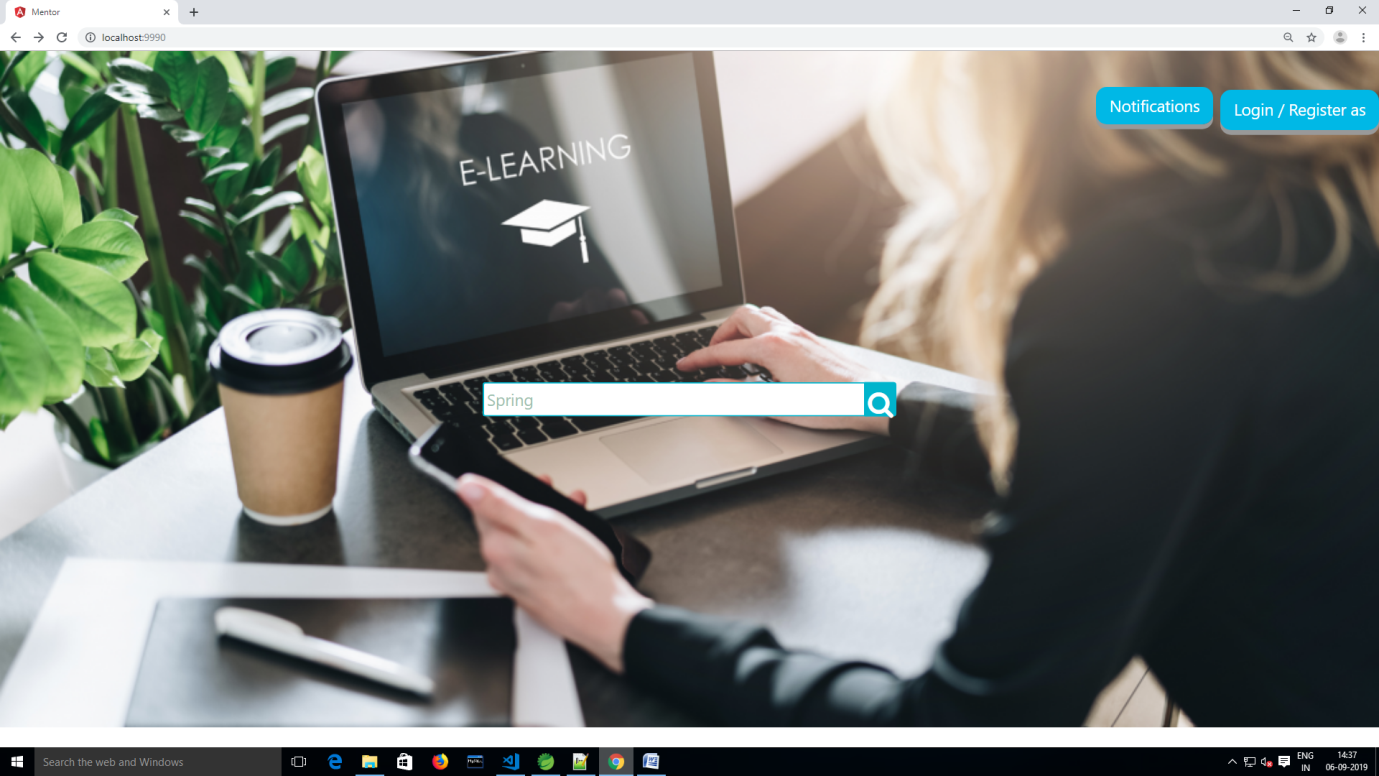 Mentor
localhost:9990
Notifications
Login / Register as
E-LEARNING
Spring
Search the web and Windows
ENG
IN
14:37
06-09-2019